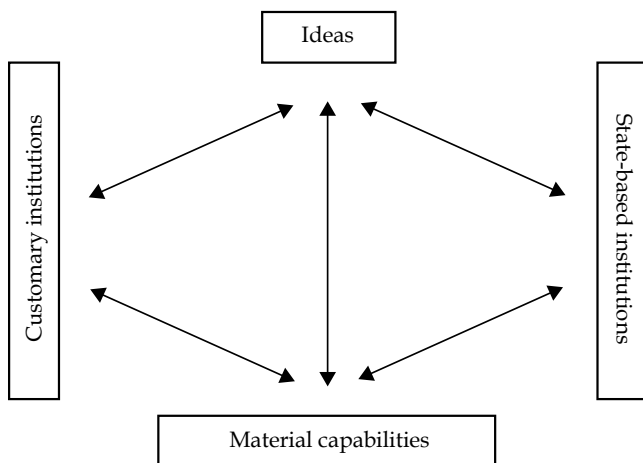 Ideas
Customary institutions
State-based institutions
Material capabilities